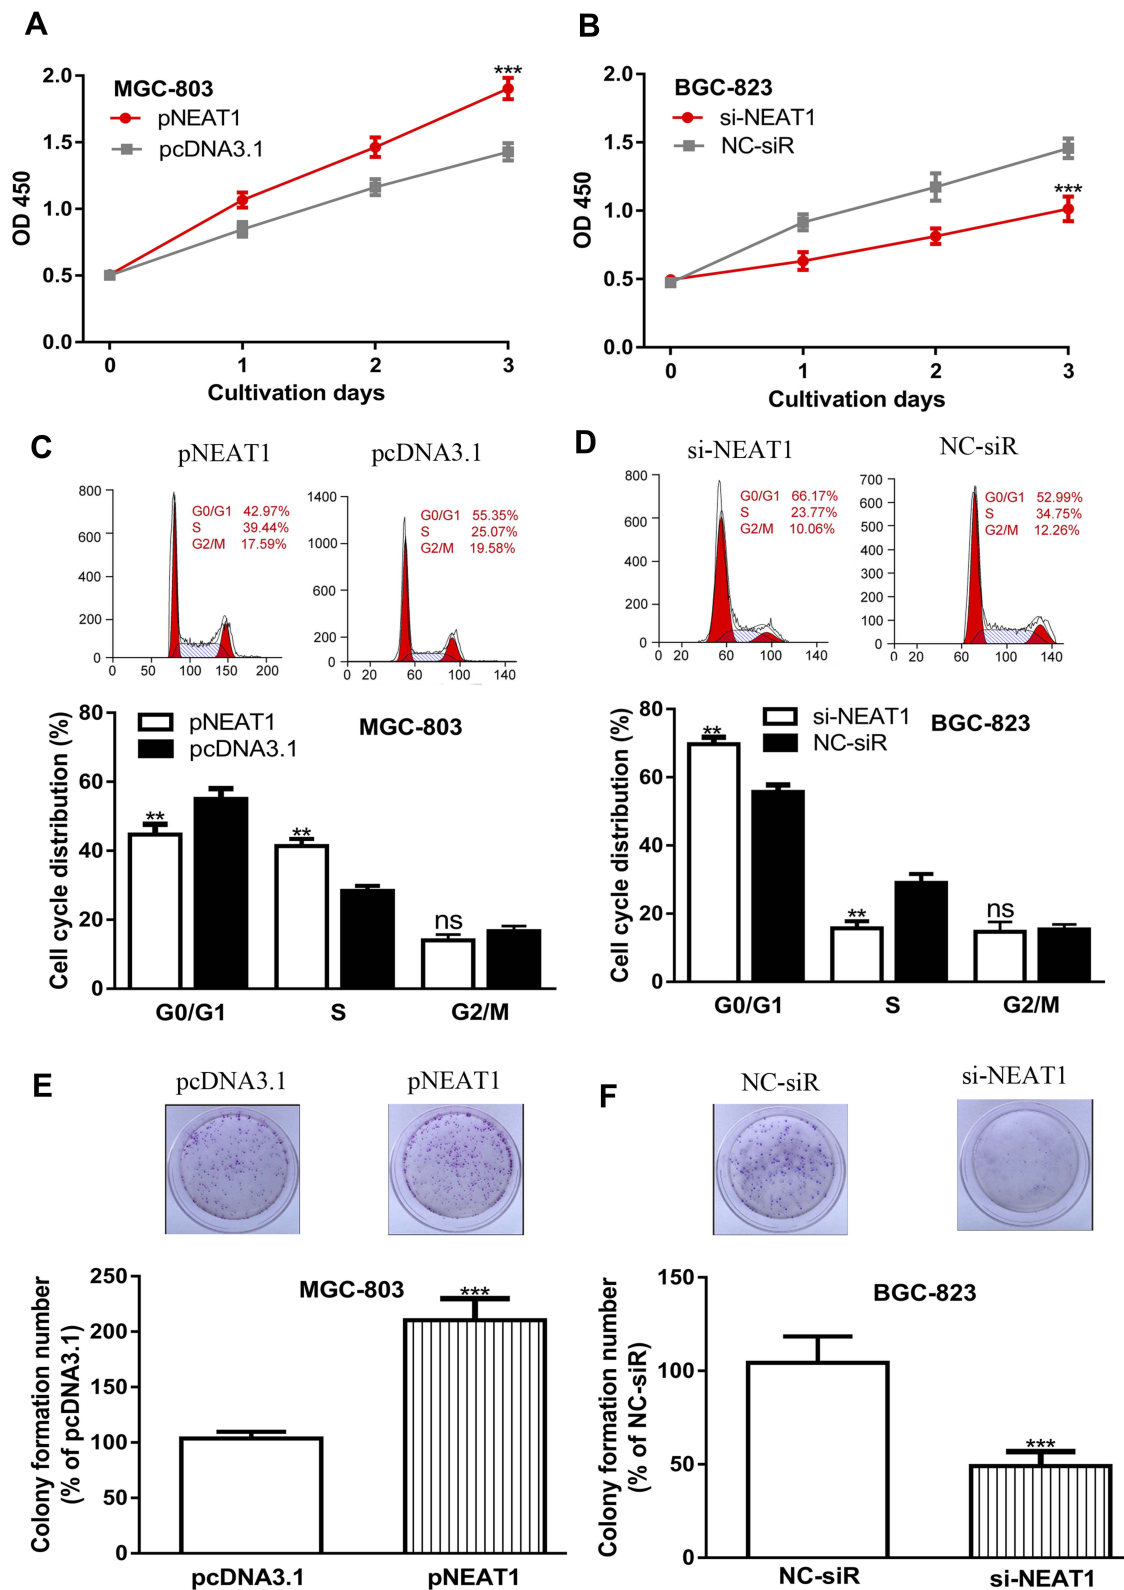 A
MGC-803
pNEAT1
pcDNA3.1
***
2.0
1.5
1.0
0.5
0.0
OD 450
0 1 2 3
Cultivation days
B
BGC-823
si-NEAT1
NC-siR
***
2.0
1.5
1.0
0.5
0.0
OD 450
0 1 2 3
Cultivation days
C
pNEAT1
800
600
400
200
0
G0/G1 42.97%
S 39.44%
G2/M 17.59%
0 50 100 150 200
pcDNA3.1
1400
1000
600
200
0
G0/G1 55.35%
S 25.07%
G2/M 19.58%
0 20 60 100 140
80
60
40
20
0
Cell cycle distribution (%)
pNEAT1
pcDNA3.1
MGC-803
**
**
ns
G0/G1 S G2/M
D
si-NEAT1
800
600
400
200
0
G0/G1 66.17%
S 23.77%
G2/M 10.06%
0 20 60 100 140
NC-siR
700
600
500
400
300
200
100
0
G0/G1 52.99%
S 34.75%
G2/M 12.26%
0 20 60 100 140
80
60
40
20
0
Cell cycle distribution (%)
si-NEAT1
NC-siR
BGC-823
**
**
ns
G0/G1 S G2/M
E
pcDNA3.1 pNEAT1
250
200
150
100
50
0
Colony formation number
(% of pcDNA3.1)
MGC-803
***
pcDNA3.1 pNEAT1
F
NC-siR si-NEAT1
150
100
50
0
Colony formation number
(% of NC-siR)
BGC-823
***
NC-siR si-NEAT1